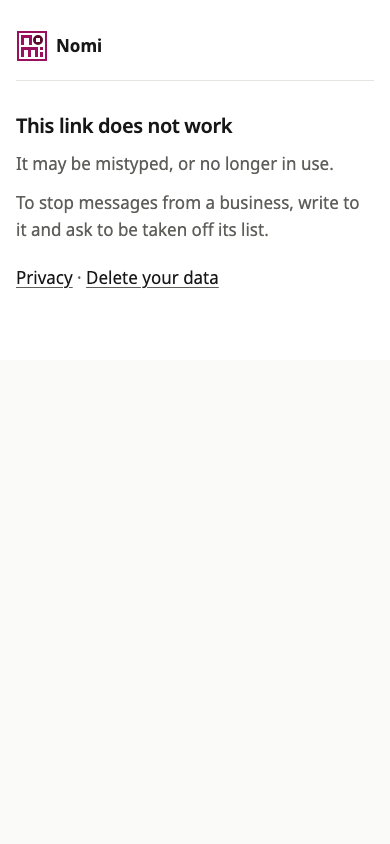 nomi
Nomi
This link does not work
It may be mistyped, or no longer in use.
To stop messages from a business, write to
it and ask to be taken off its list.
Privacy · Delete your data